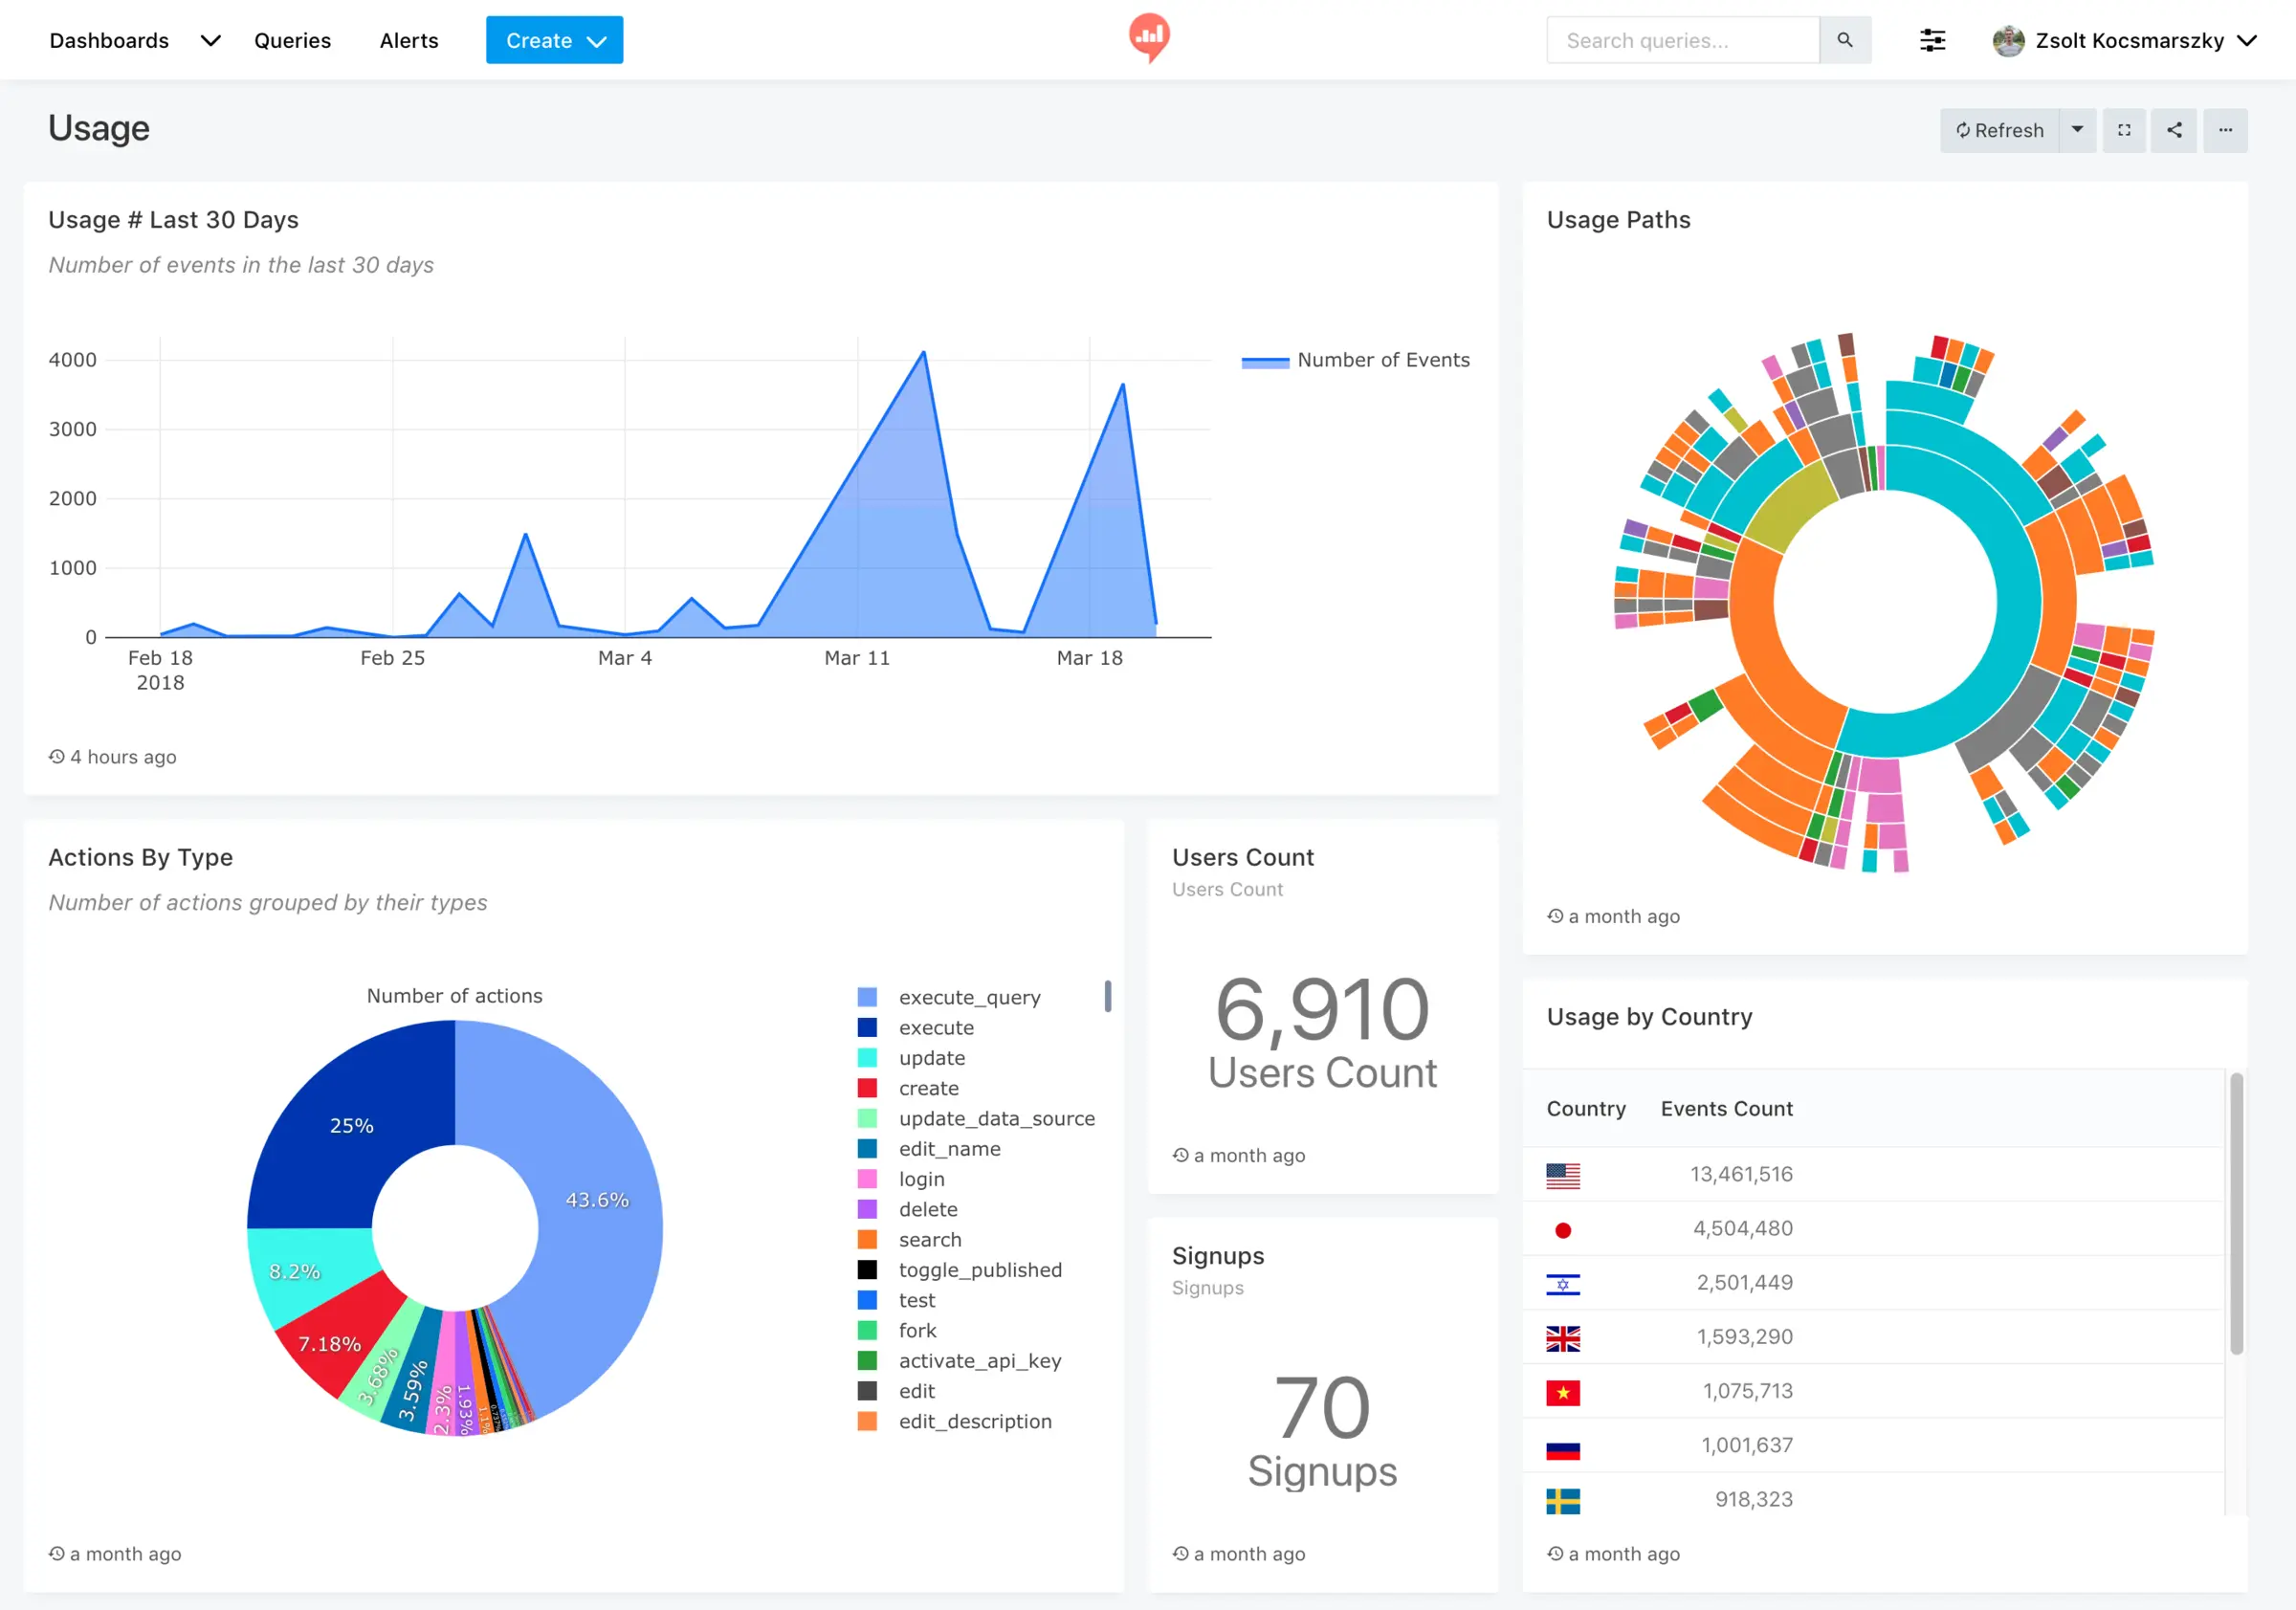 Dashboards
Queries
Alerts
Create
Search queries...
Zsolt Kocsmarszky
Usage
Refresh
Usage # Last 30 Days
Number of events in the last 30 days
4000
3000
2000
1000
0
Feb 18
2018
Feb 25
Mar 4
Mar 11
Mar 18
Number of Events
4 hours ago
Usage Paths
a month ago
Actions By Type
Number of actions grouped by their types
Number of actions
25%
43.6%
8.2%
7.18%
3.68%
3.59%
2.3%
1.93%
execute_query
execute
update
create
update_data_source
edit_name
login
delete
search
toggle_published
test
fork
activate_api_key
edit
edit_description
a month ago
Users Count
Users Count
6,910
Users Count
a month ago
Signups
Signups
70
Signups
a month ago
Usage by Country
Country Events Count
13,461,516
4,504,480
2,501,449
1,593,290
1,075,713
1,001,637
918,323
a month ago